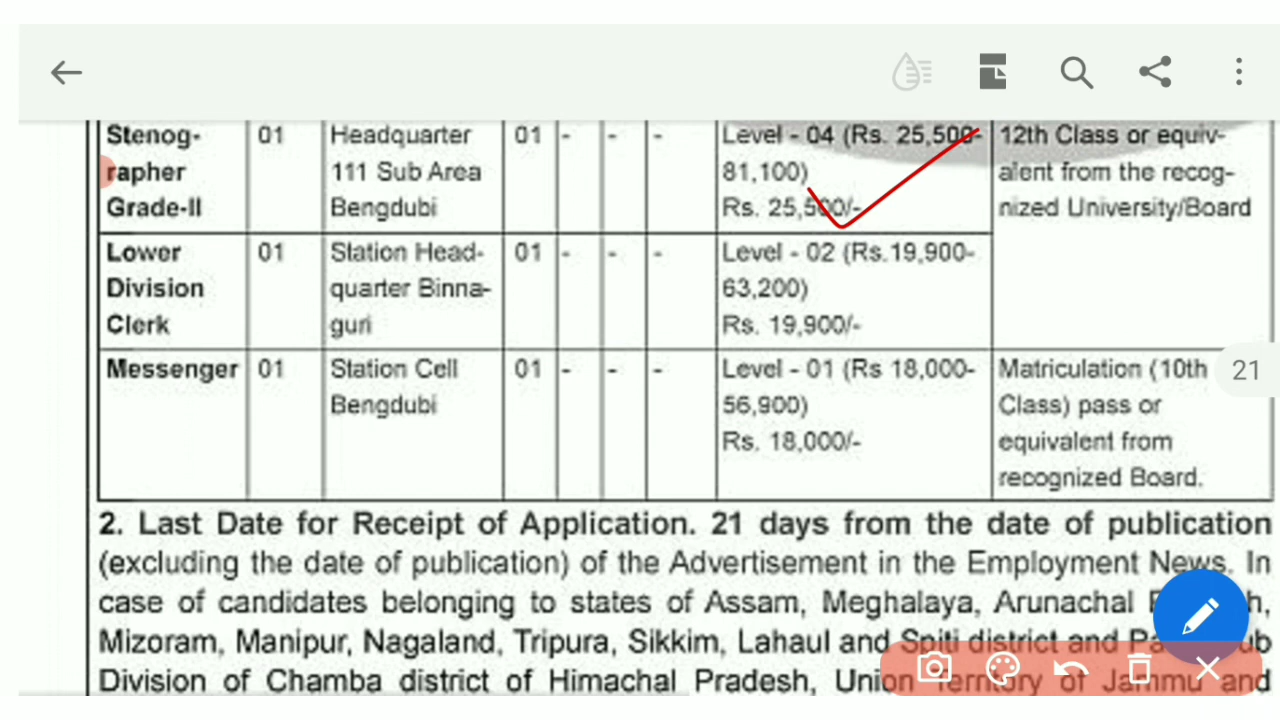 Stenog- 01 Headquarter 01 - - - Level - 04 (Rs. 25,500- 12th Class or equiv-
rapher 111 Sub Area 81,100) alent from the recog-
Grade-II Bengdubi Rs. 25,500/- nized University/Board
Lower 01 Station Head- 01 - - - Level - 02 (Rs.19,900-
Division quarter Binna- 63,200)
Clerk guri Rs. 19,900/-
Messenger 01 Station Cell 01 - - - Level - 01 (Rs 18,000- Matriculation (10th
Bengdubi 56,900) Class) pass or
Rs. 18,000/- equivalent from
recognized Board.
21
2. Last Date for Receipt of Application. 21 days from the date of publication
(excluding the date of publication) of the Advertisement in the Employment News. In
case of candidates belonging to states of Assam, Meghalaya, Arunachal
Mizoram, Manipur, Nagaland, Tripura, Sikkim, Lahaul and Spiti district and
Division of Chamba district of Himachal Pradesh, Union Territory of Jammu and